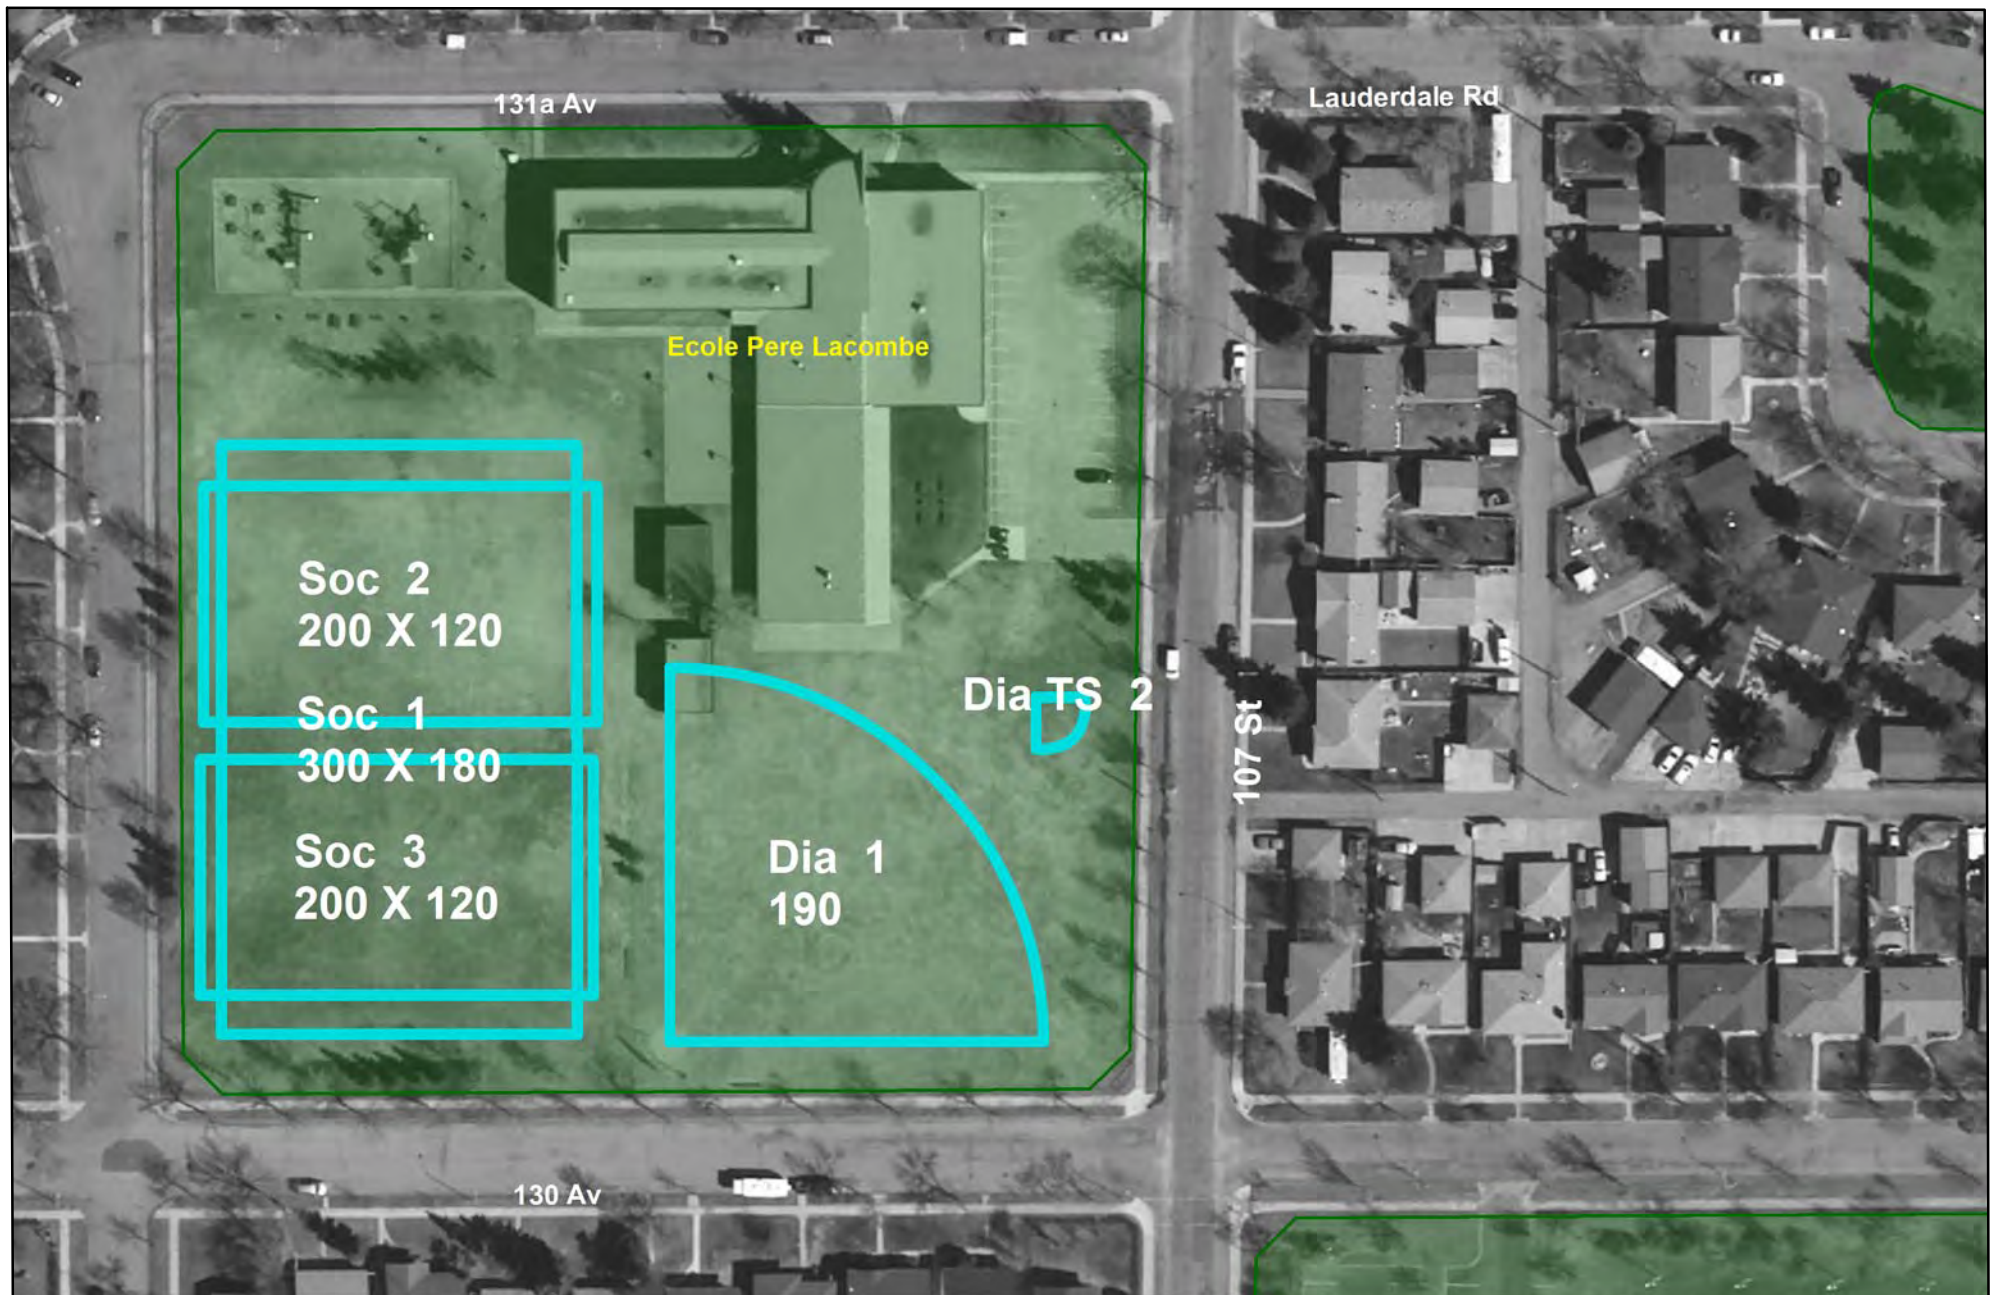 131a Av
Lauderdale Rd
Ecole Pere Lacombe
Soc 2
200 X 120
Soc 1
300 X 180
Soc 3
200 X 120
Dia TS 2
Dia 1
190
107 St
130 Av